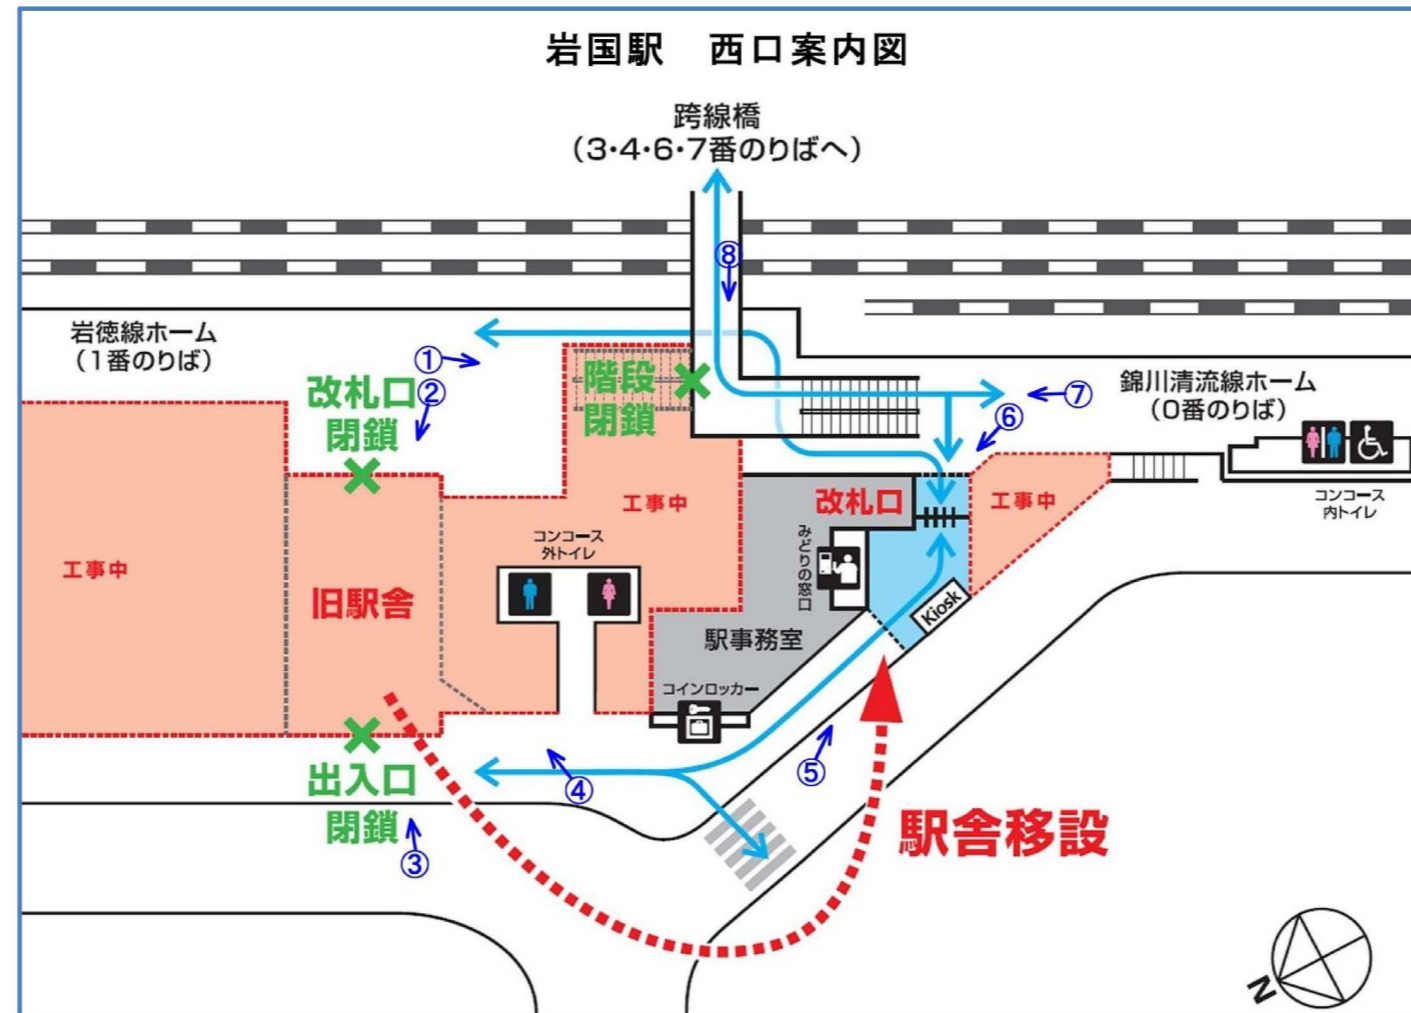 岩国駅　西口案内図
跨線橋
（3・4・6・7番のりばへ）
⑧
岩徳線ホーム
（1番のりば）
①
②
改札口
閉鎖
階段
閉鎖
⑦
⑥
錦川清流線ホーム
（0番のりば）
コンコース
内トイレ
工事中
旧駅舎
コンコース
外トイレ
工事中
改札口
みどりの窓口
工事中
Kiosk
駅事務室
コインロッカー
出入口
閉鎖
③
④
⑤
駅舎移設
N